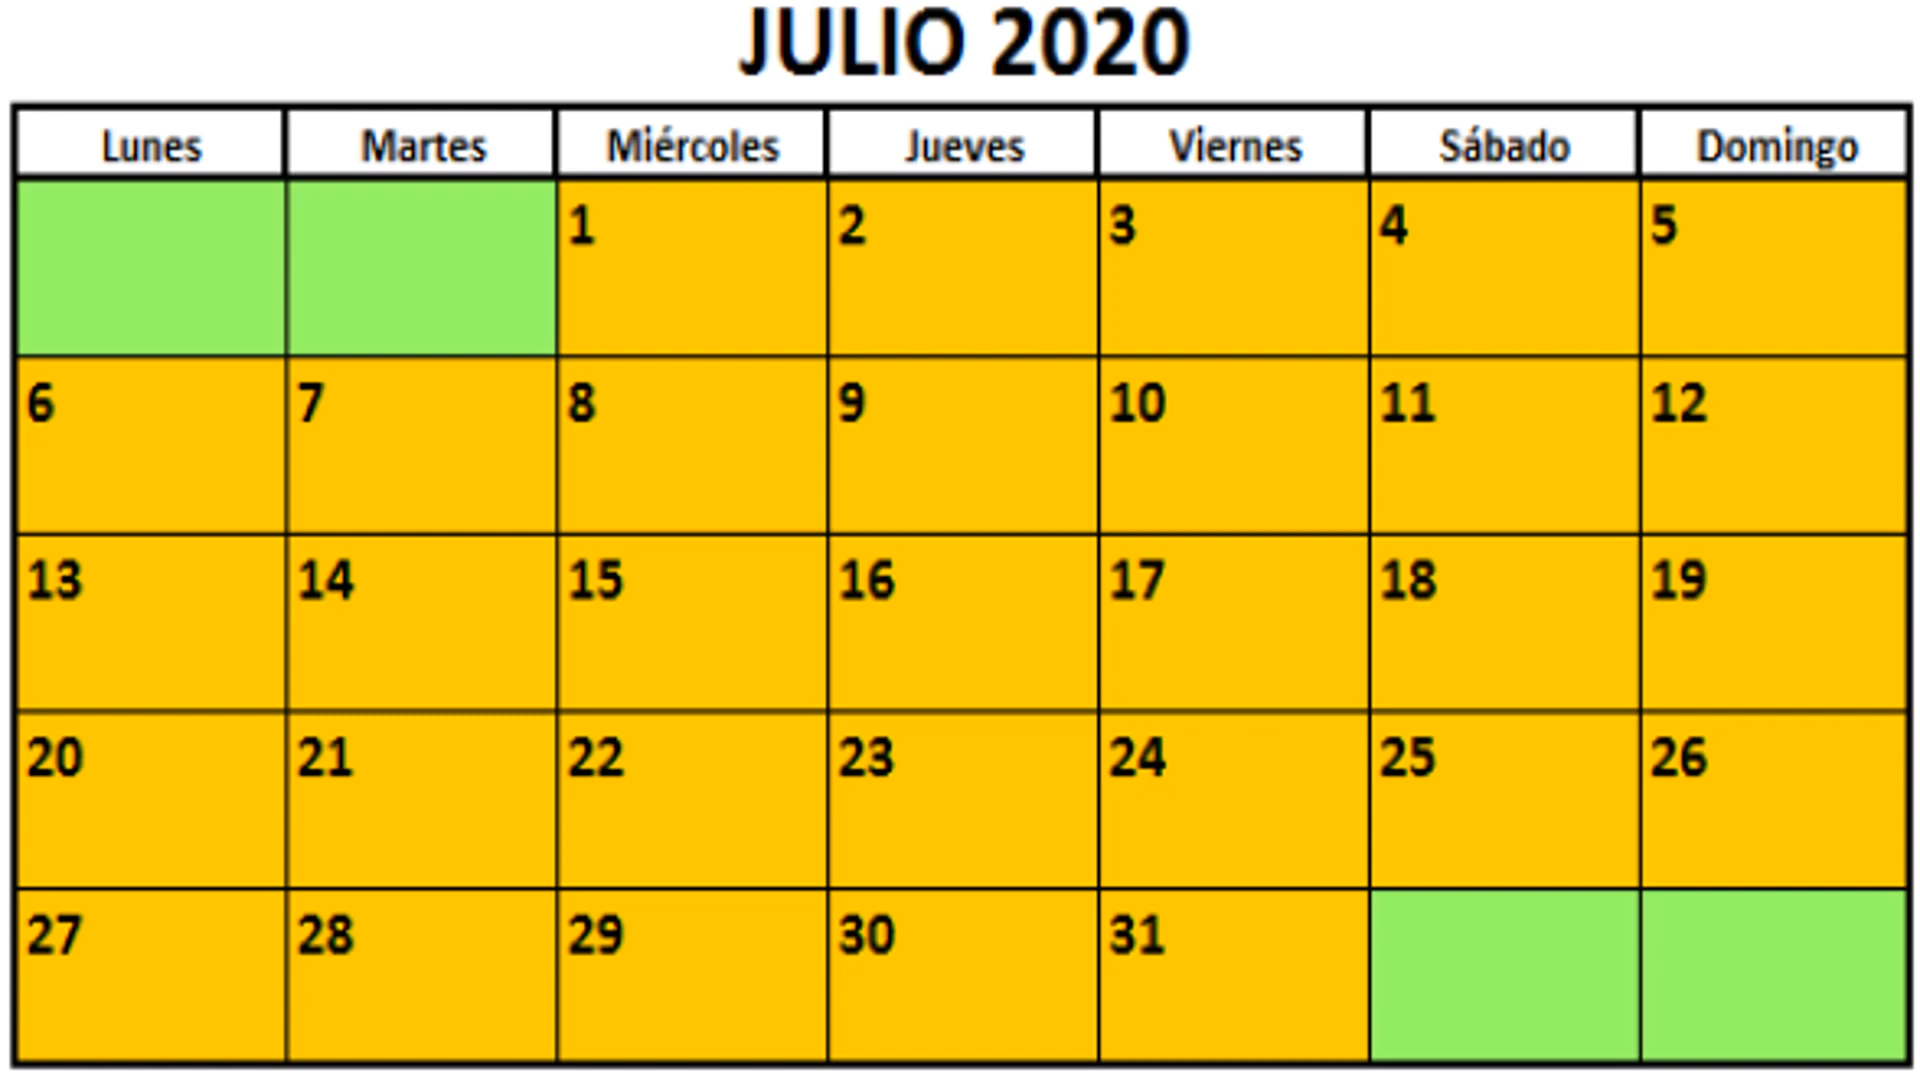 JULIO 2020
Lunes Martes Miércoles Jueves Viernes Sábado Domingo
1 2 3 4 5
6 7 8 9 10 11 12
13 14 15 16 17 18 19
20 21 22 23 24 25 26
27 28 29 30 31